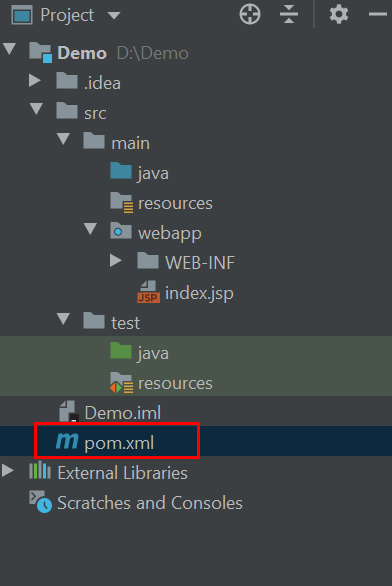 Project
Demo D:\Demo
.idea
src
main
java
resources
webapp
WEB-INF
index.jsp
test
java
resources
Demo.iml
pom.xml
External Libraries
Scratches and Consoles